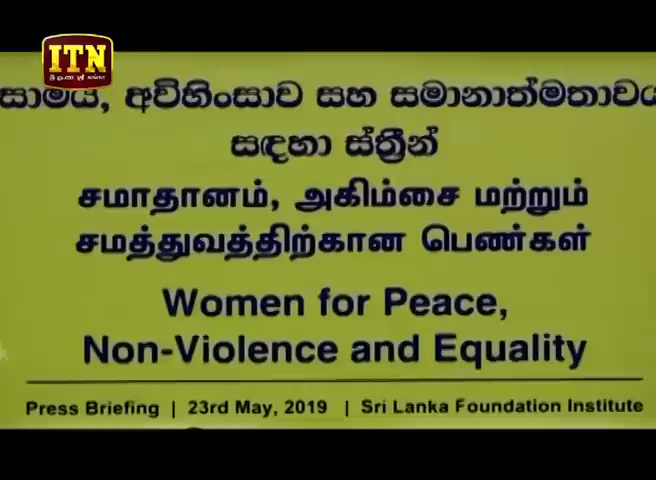 ITN
සාමය, අවිහිංසාව සහ සමානාත්මතාවය
සඳහා ස්ත්‍රීන්
சமாதானம், அகிம்சை மற்றும்
சமத்துவத்திற்கான பெண்கள்
Women for Peace,
Non-Violence and Equality
Press Briefing | 23rd May, 2019 | Sri Lanka Foundation Institute